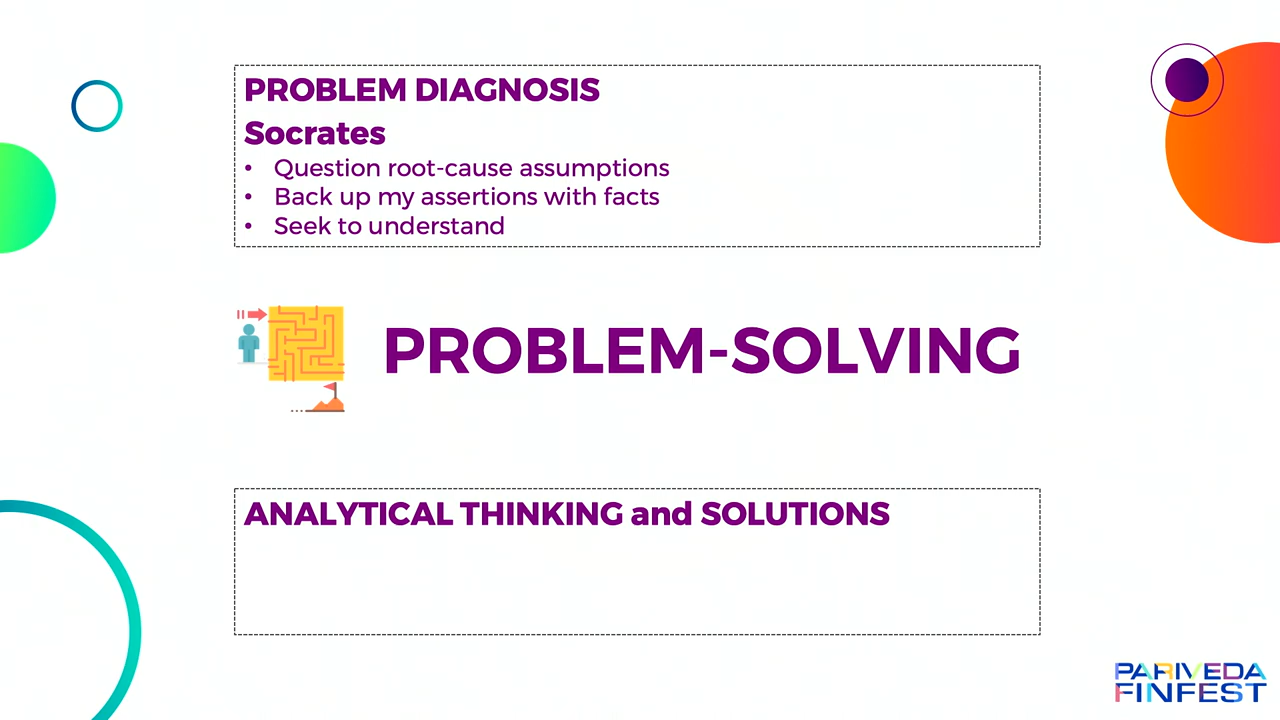 PROBLEM DIAGNOSIS
Socrates
• Question root-cause assumptions
• Back up my assertions with facts
• Seek to understand
PROBLEM-SOLVING
ANALYTICAL THINKING and SOLUTIONS
PARIVEDA
FINFEST